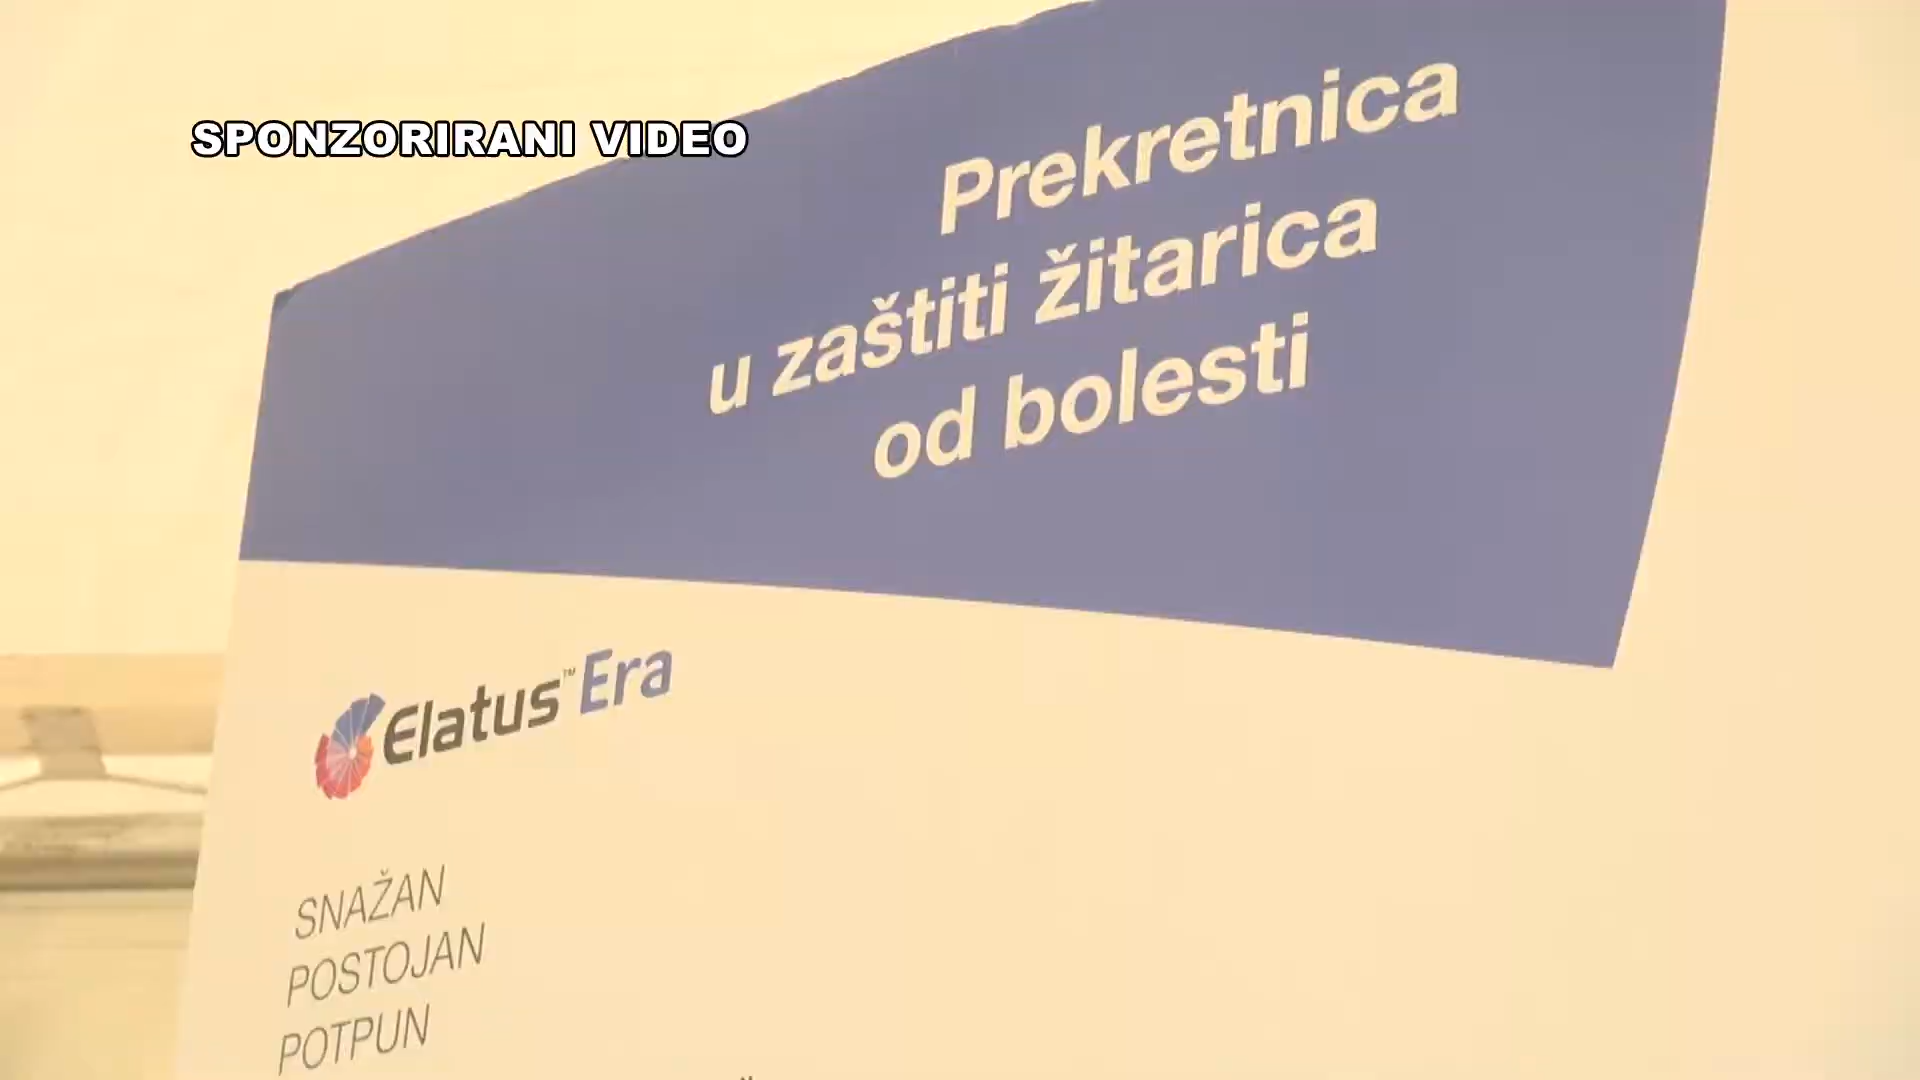 SPONZORIRANI VIDEO
Prekretnica
u zaštiti žitarica
od bolesti
Elatus™ Era
SNAŽAN
POSTOJAN
POTPUN